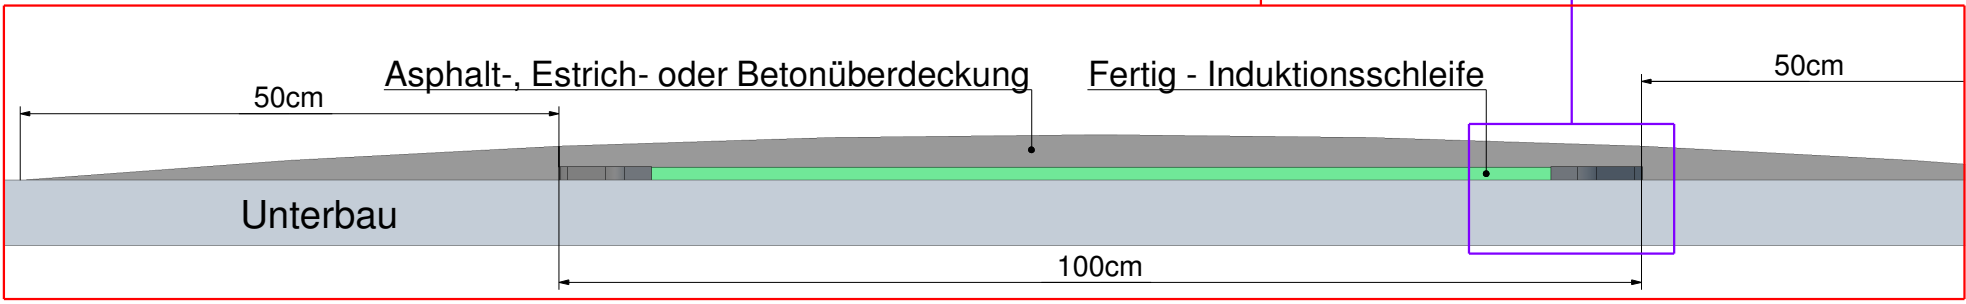 Asphalt-, Estrich- oder Betonüberdeckung
Fertig - Induktionsschleife
50cm
50cm
Unterbau
100cm